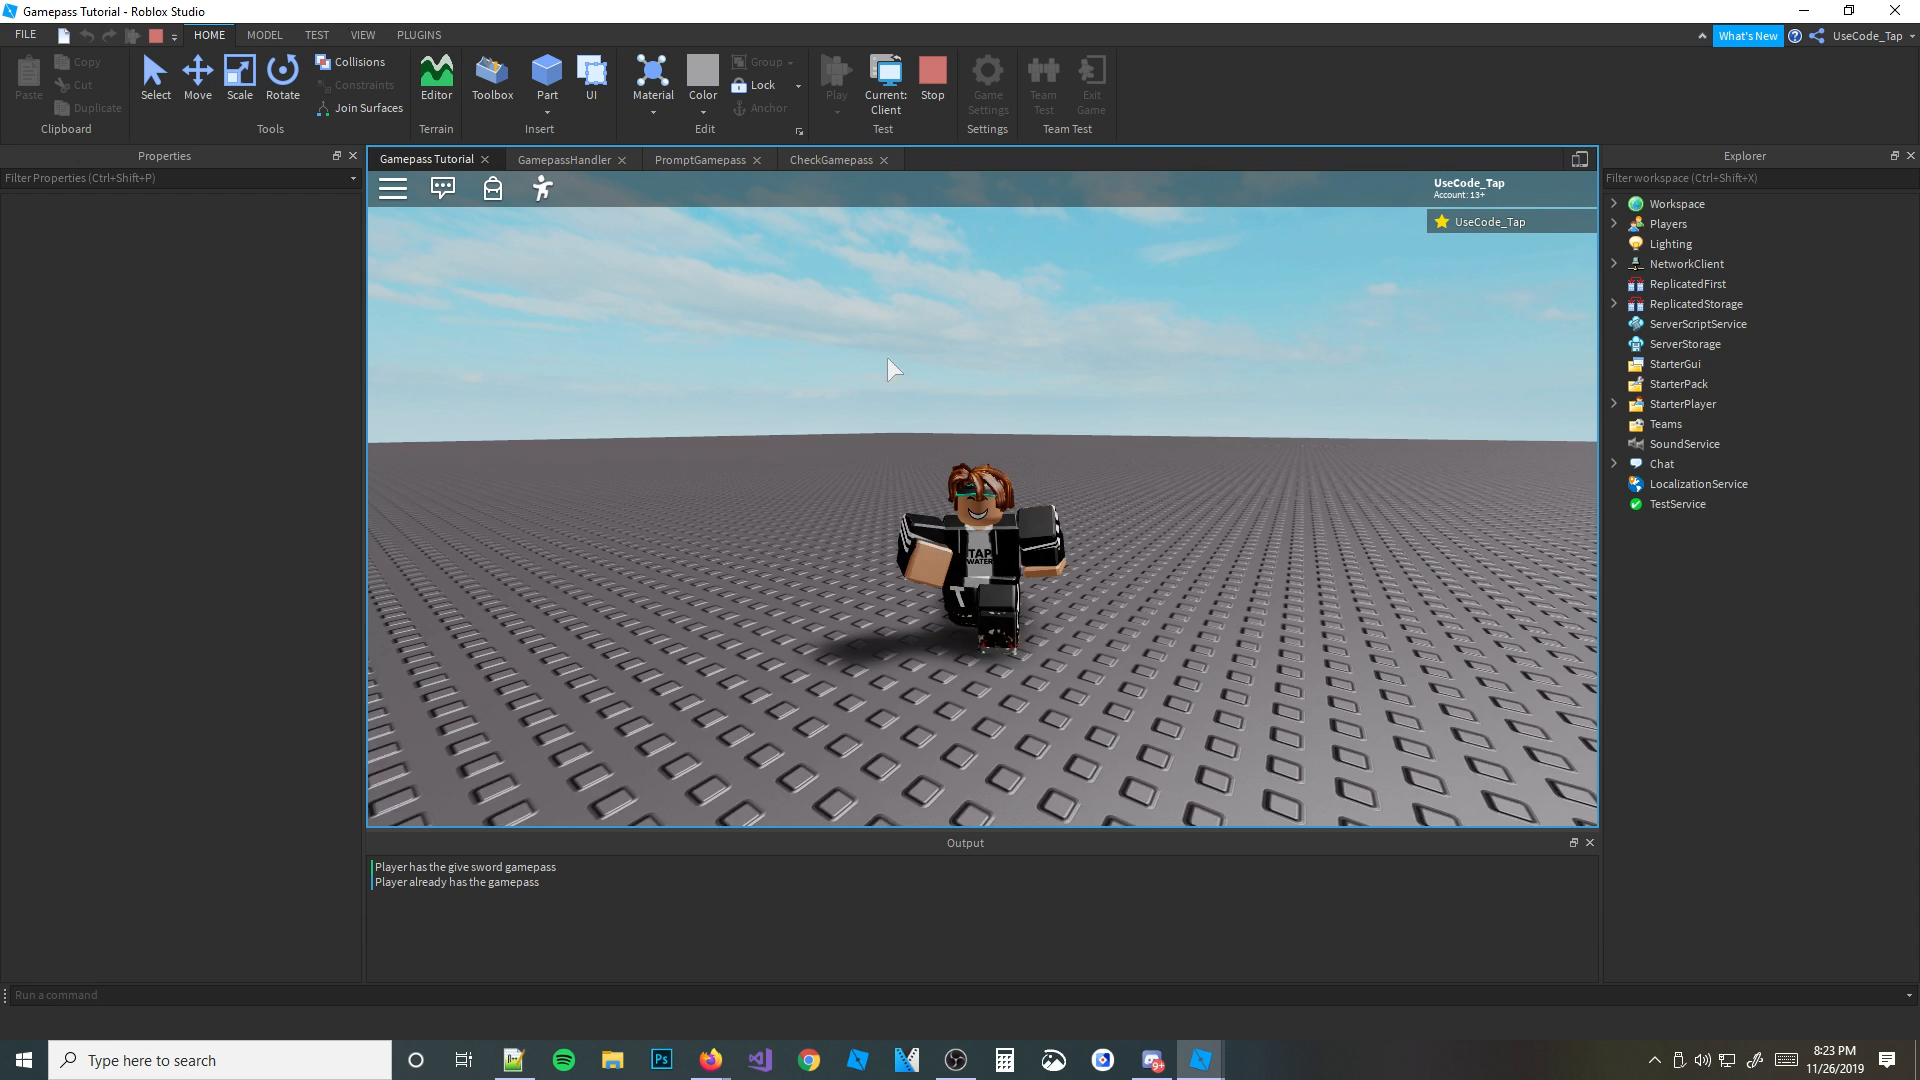 Gamepass Tutorial - Roblox Studio
FILE
HOME
MODEL
TEST
VIEW
PLUGINS
What's New
UseCode_Tap
Paste
Copy
Cut
Duplicate
Clipboard
Select
Move
Scale
Rotate
Collisions
Constraints
Join Surfaces
Tools
Editor
Terrain
Toolbox
Part
UI
Insert
Material
Color
Group
Lock
Anchor
Edit
Play
Current:
Client
Stop
Test
Game
Settings
Settings
Team
Test
Exit
Game
Team Test
Properties
Filter Properties (Ctrl+Shift+P)
Gamepass Tutorial
GamepassHandler
PromptGamepass
CheckGamepass
UseCode_Tap
Account: 13+
UseCode_Tap
TAP
WATER
T
Explorer
Filter workspace (Ctrl+Shift+X)
Workspace
Players
Lighting
NetworkClient
ReplicatedFirst
ReplicatedStorage
ServerScriptService
ServerStorage
StarterGui
StarterPack
StarterPlayer
Teams
SoundService
Chat
LocalizationService
TestService
Output
Player has the give sword gamepass
Player already has the gamepass
Run a command
Type here to search
Ps
9+
8:23 PM
11/26/2019